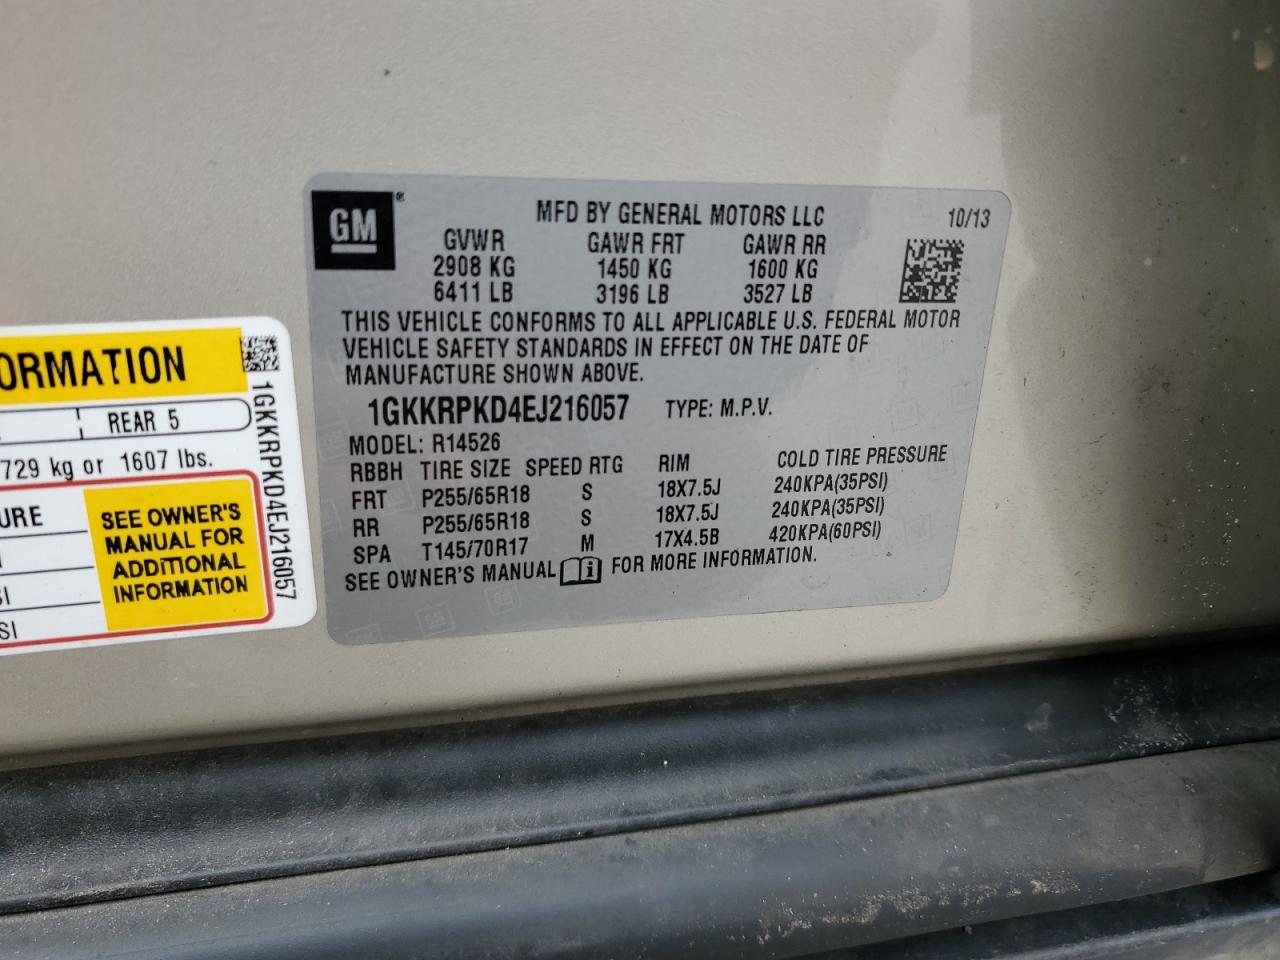 GM ®
MFD BY GENERAL MOTORS LLC 10/13
GVWR GAWR FRT GAWR RR
2908 KG 1450 KG 1600 KG
6411 LB 3196 LB 3527 LB
THIS VEHICLE CONFORMS TO ALL APPLICABLE U.S. FEDERAL MOTOR
VEHICLE SAFETY STANDARDS IN EFFECT ON THE DATE OF
MANUFACTURE SHOWN ABOVE.
1GKKRPKD4EJ216057 TYPE: M.P.V.
MODEL: R14526
RBBH TIRE SIZE SPEED RTG RIM COLD TIRE PRESSURE
FRT P255/65R18 S 18X7.5J 240KPA(35PSI)
RR P255/65R18 S 18X7.5J 240KPA(35PSI)
SPA T145/70R17 M 17X4.5B 420KPA(60PSI)
SEE OWNER'S MANUAL i FOR MORE INFORMATION.
ORMATION
REAR 5
729 kg or 1607 lbs.
URE
SI
SI
SEE OWNER'S
MANUAL FOR
ADDITIONAL
INFORMATION
1GKKRPKD4EJ216057